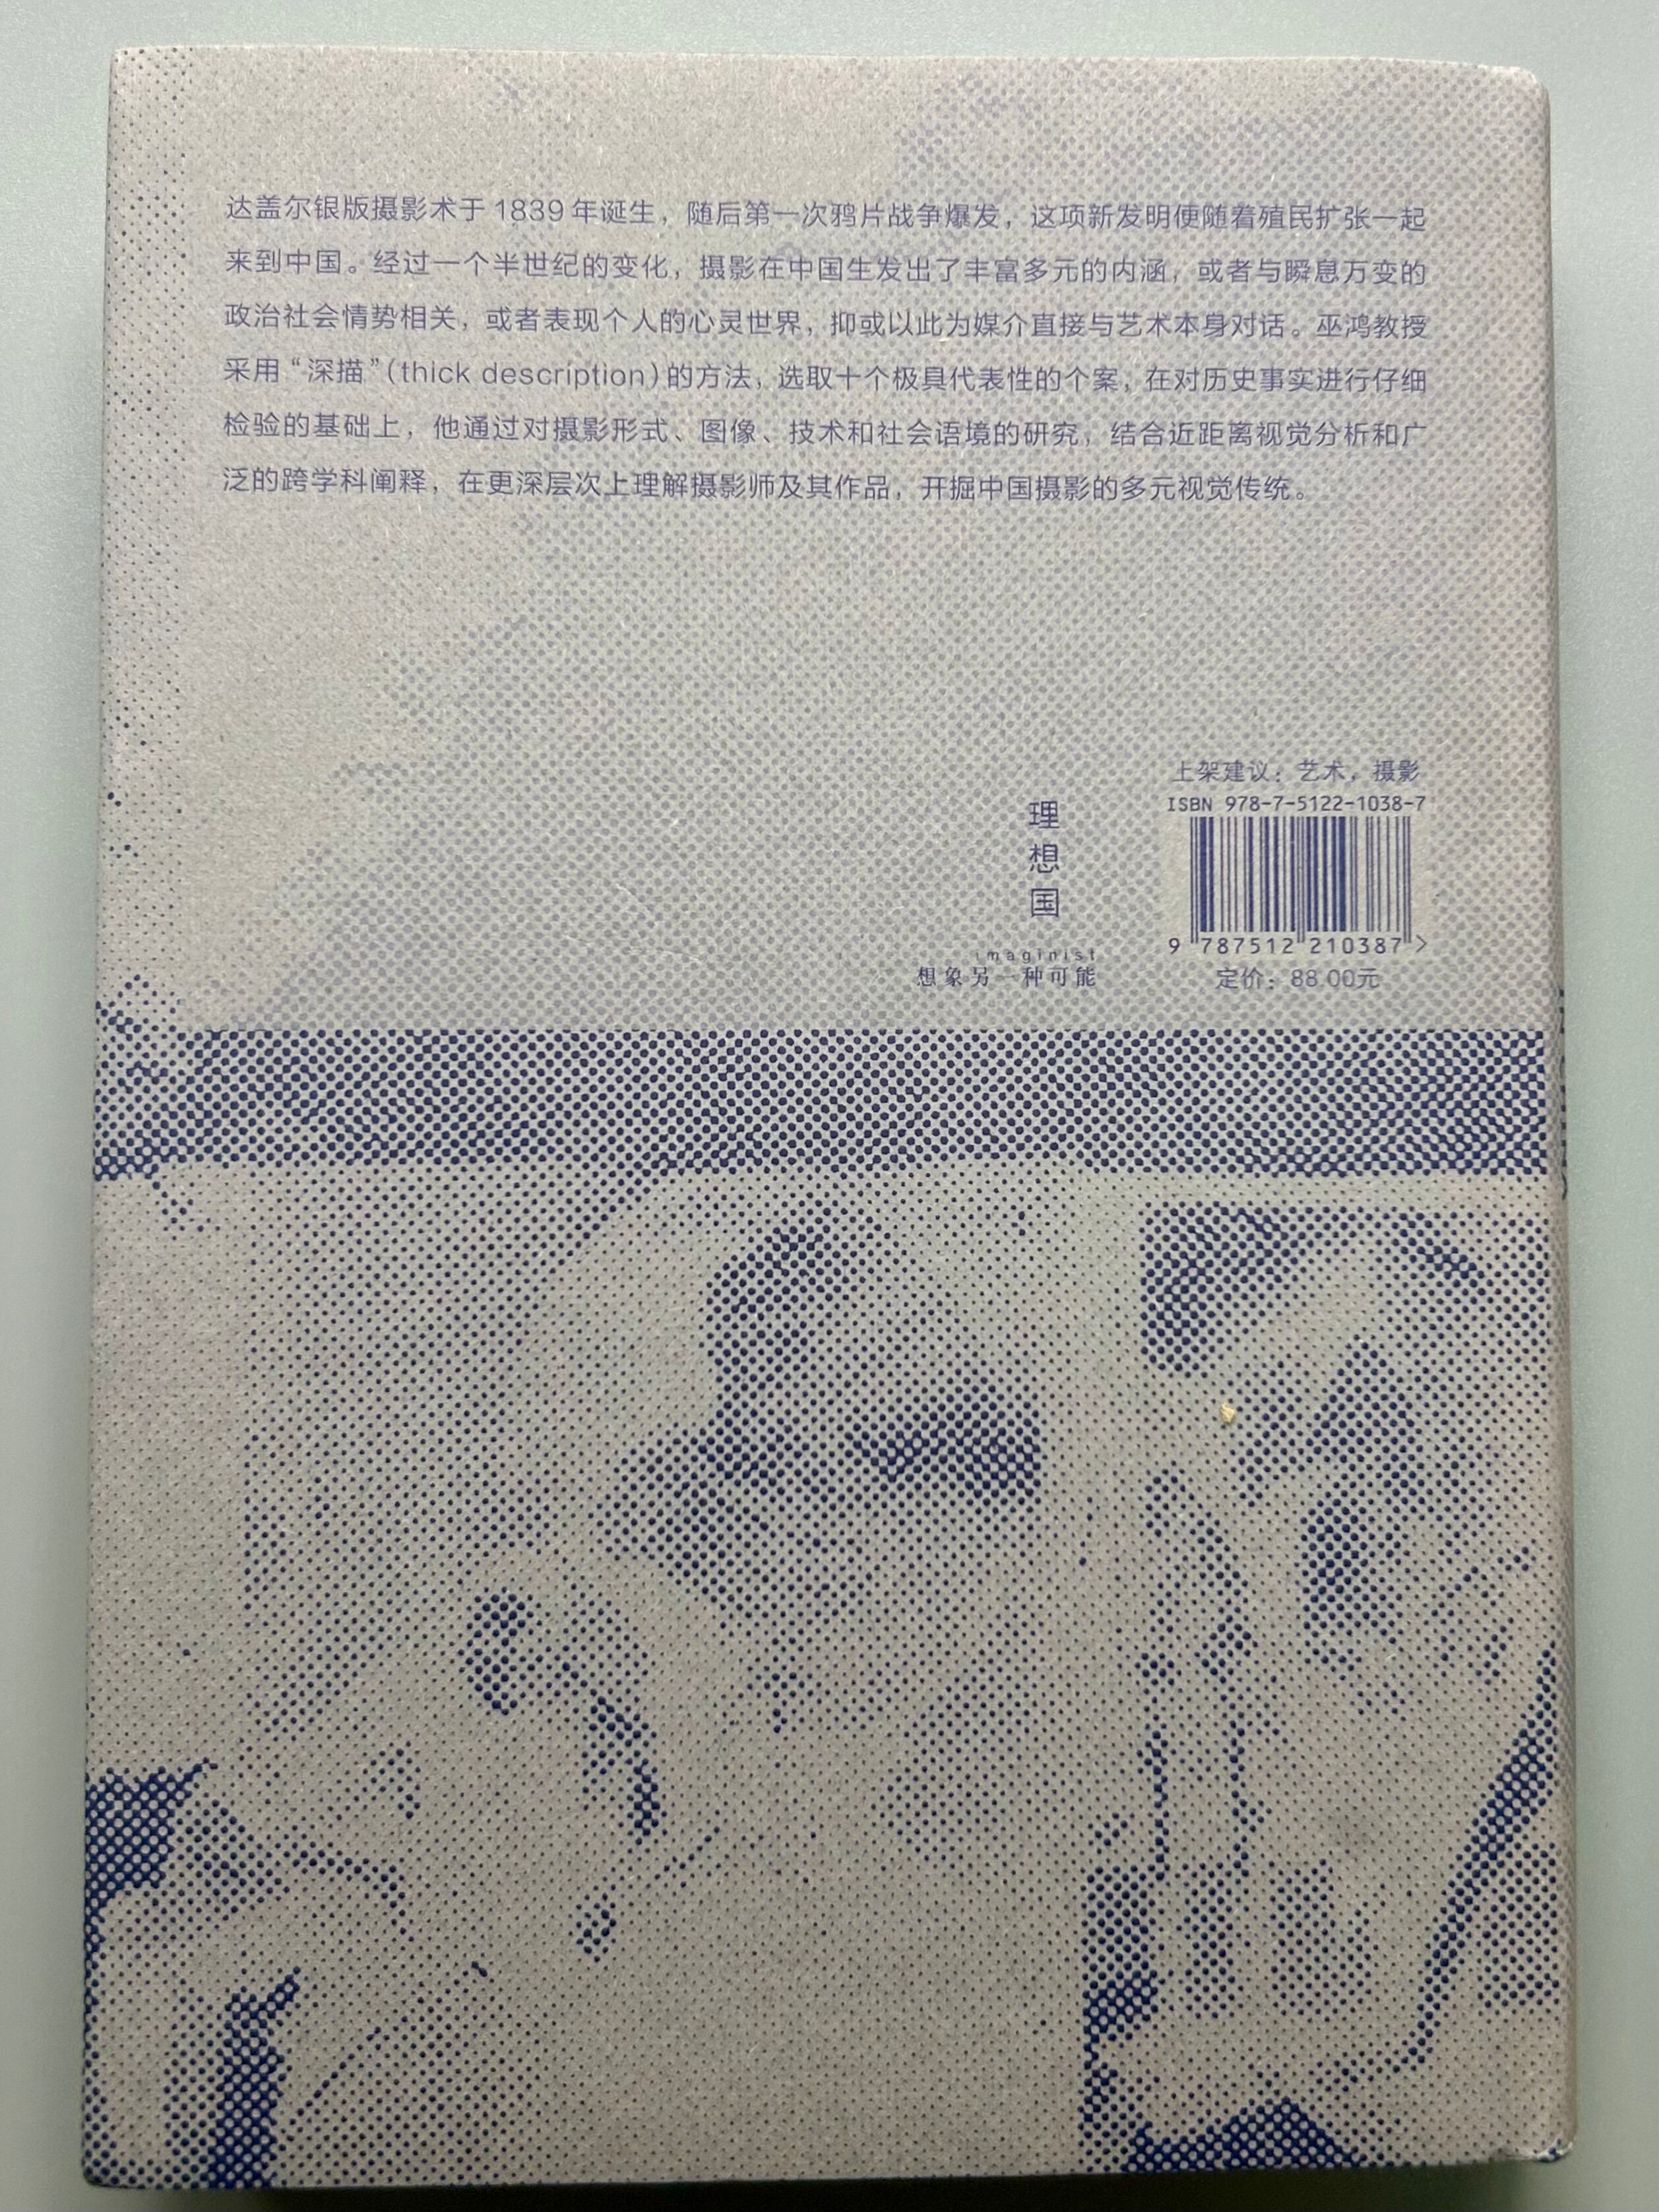 达盖尔银版摄影术于1839年诞生，随后第一次鸦片战争爆发，这项新发明便随着殖民扩张一起
来到中国。经过一个半世纪的变化，摄影在中国生发出了丰富多元的内涵，或者与瞬息万变的
政治社会情势相关，或者表现个人的心灵世界，抑或以此为媒介直接与艺术本身对话。巫鸿教授
采用“深描”（thick description）的方法，选取十个极具代表性的个案，在对历史事实进行仔细
检验的基础上，他通过对摄影形式、图像、技术和社会语境的研究，结合近距离视觉分析和广
泛的跨学科阐释，在更深层次上理解摄影师及其作品，开掘中国摄影的多元视觉传统。
理
想
国
imaginist
想象另一种可能
上架建议：艺术，摄影
ISBN 978-7-5122-1038-7
9 787512 210387 >
定价：88.00元